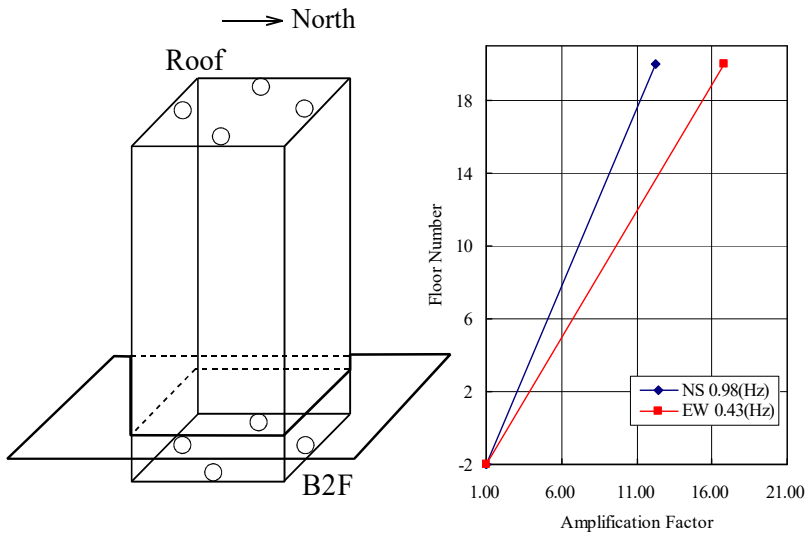 North
Roof
B2F
Floor Number
18
14
10
6
2
-2
NS 0.98(Hz)
EW 0.43(Hz)
1.00 6.00 11.00 16.00 21.00
Amplification Factor